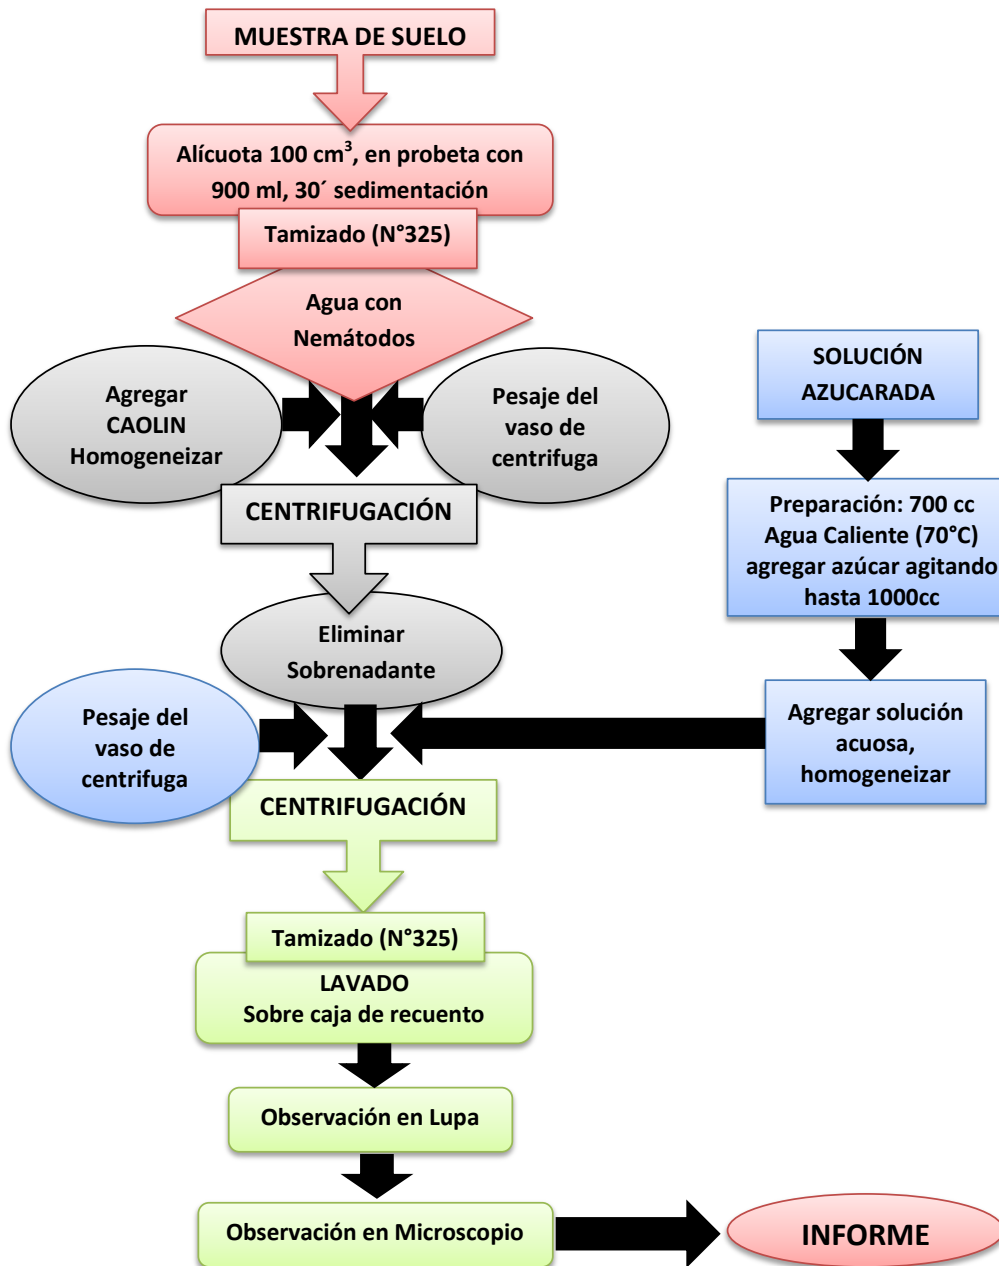 MUESTRA DE SUELO
Alícuota 100 cm³, en probeta con
900 ml, 30´ sedimentación
Tamizado (N°325)
Agua con
Nemátodos
Agregar
CAOLIN
Homogeneizar
Pesaje del
vaso de
centrifuga
CENTRIFUGACIÓN
Eliminar
Sobrenadante
SOLUCIÓN
AZUCARADA
Preparación: 700 cc
Agua Caliente (70°C)
agregar azúcar agitando
hasta 1000cc
Agregar solución
acuosa,
homogeneizar
Pesaje del
vaso de
centrifuga
CENTRIFUGACIÓN
Tamizado (N°325)
LAVADO
Sobre caja de recuento
Observación en Lupa
Observación en Microscopio
INFORME